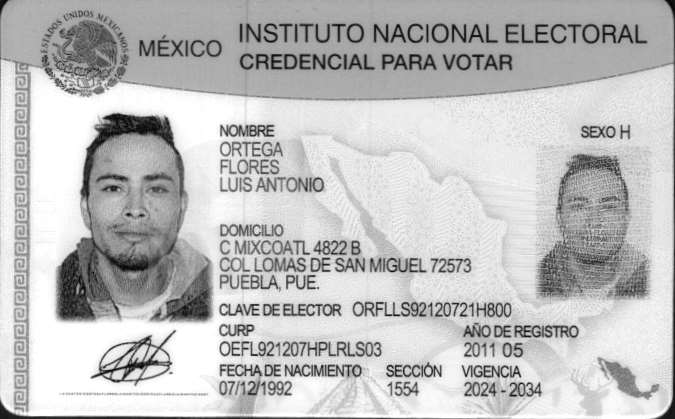 ESTADOS UNIDOS MEXICANOS
MÉXICO INSTITUTO NACIONAL ELECTORAL
CREDENCIAL PARA VOTAR
NOMBRE
SEXO H
ORTEGA
FLORES
LUIS ANTONIO
DOMICILIO
C MIXCOATL 4822 B
COL LOMAS DE SAN MIGUEL 72573
PUEBLA, PUE.
CLAVE DE ELECTOR ORFLLS92120721H800
CURP AÑO DE REGISTRO
OEFL921207HPLRLS03 2011 05
FECHA DE NACIMIENTO SECCIÓN VIGENCIA
07/12/1992 1554 2024 - 2034